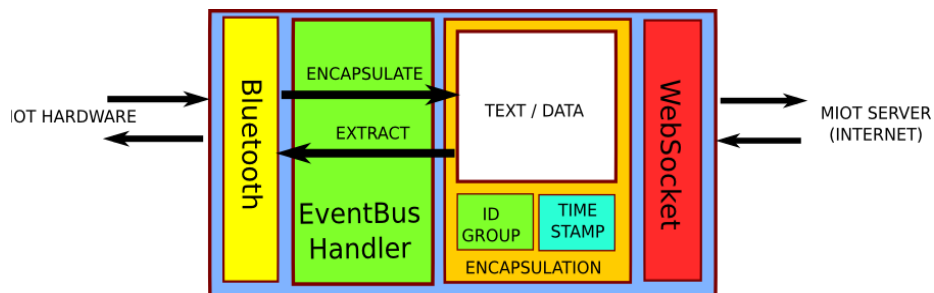 IOT HARDWARE
Bluetooth
ENCAPSULATE
EXTRACT
EventBus
Handler
TEXT / DATA
ID
GROUP
TIME
STAMP
ENCAPSULATION
WebSocket
MIOT SERVER
(INTERNET)